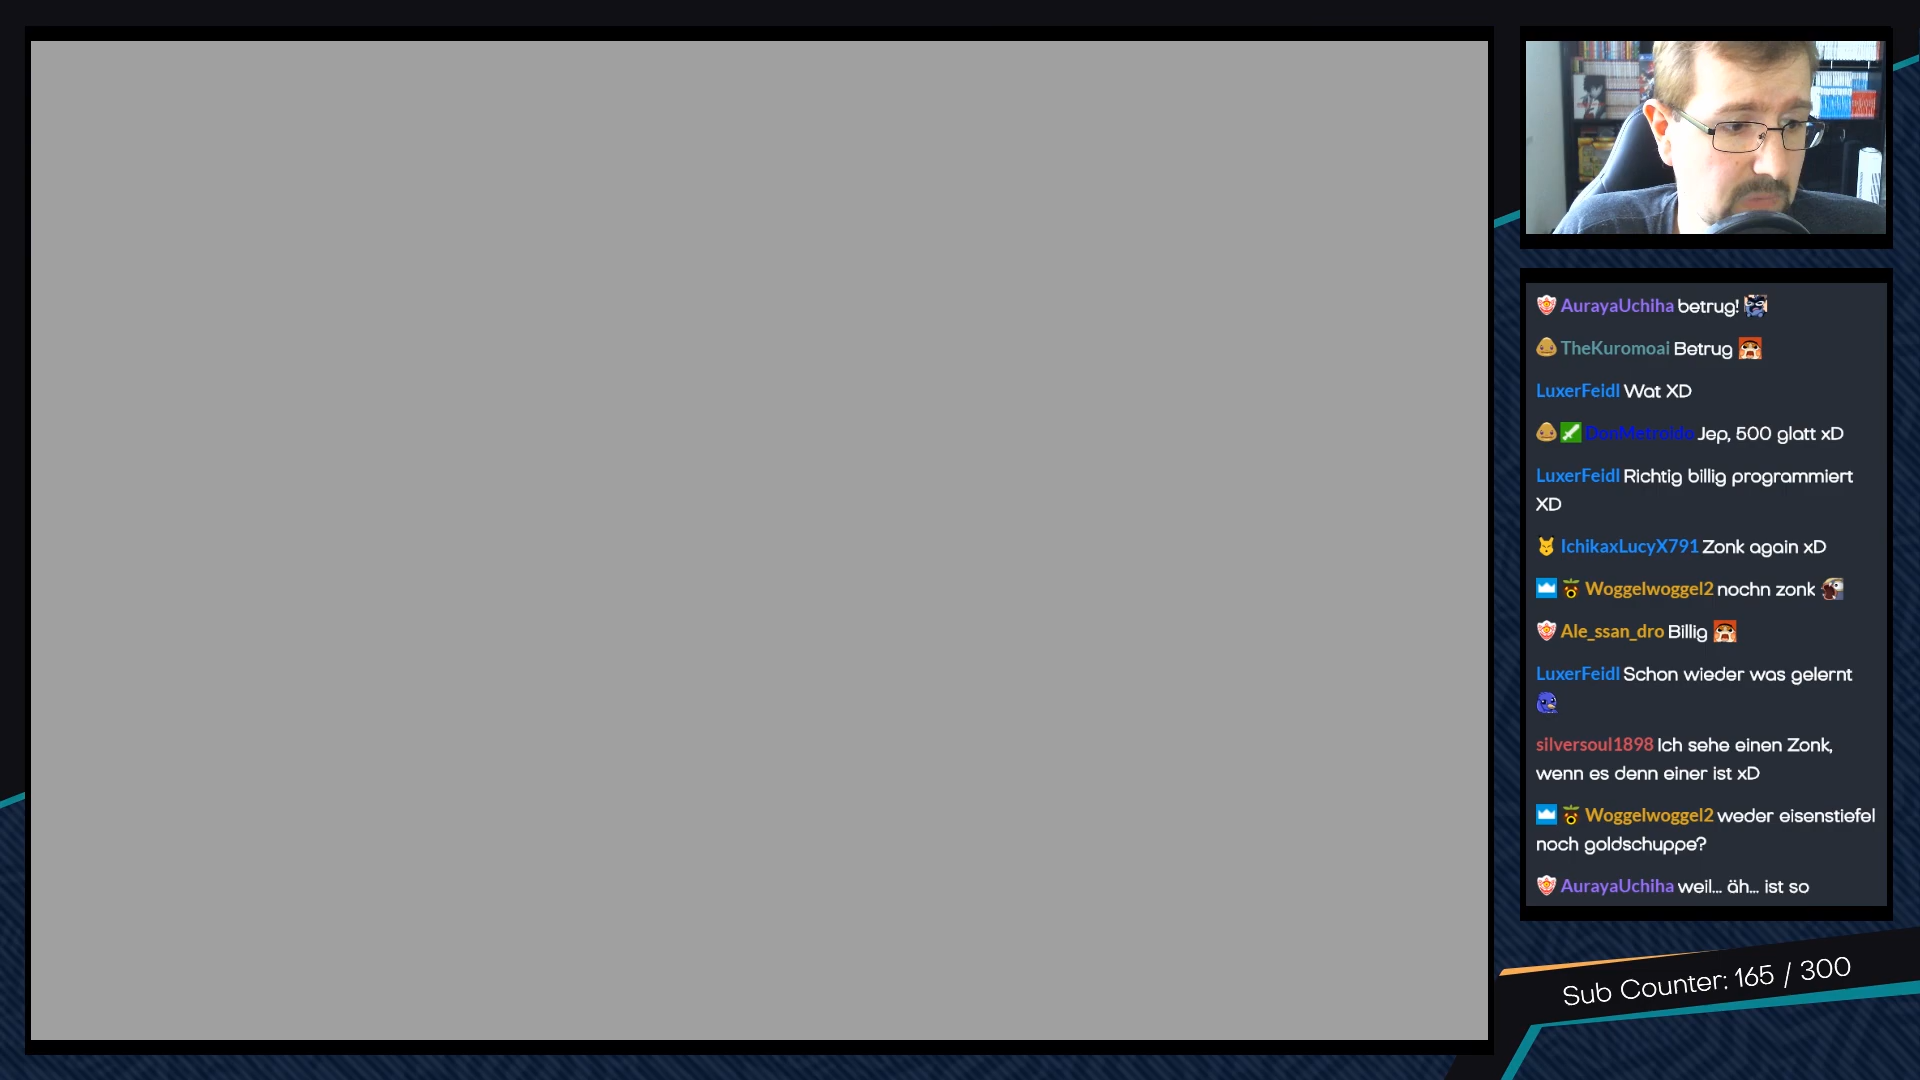 AurayaUchiha betrug!
TheKuromoai Betrug
LuxerFeidl Wat XD
DonMetroido Jep, 500 glatt xD
LuxerFeidl Richtig billig programmiert
XD
IchikaxLucyX791 Zonk again xD
Woggelwoggel2 nochn zonk
Ale_ssan_dro Billig
LuxerFeidl Schon wieder was gelernt
silversoul1898 Ich sehe einen Zonk,
wenn es denn einer ist xD
Woggelwoggel2 weder eisenstiefel
noch goldschuppe?
AurayaUchiha weil... äh... ist so
Sub Counter: 165 / 300